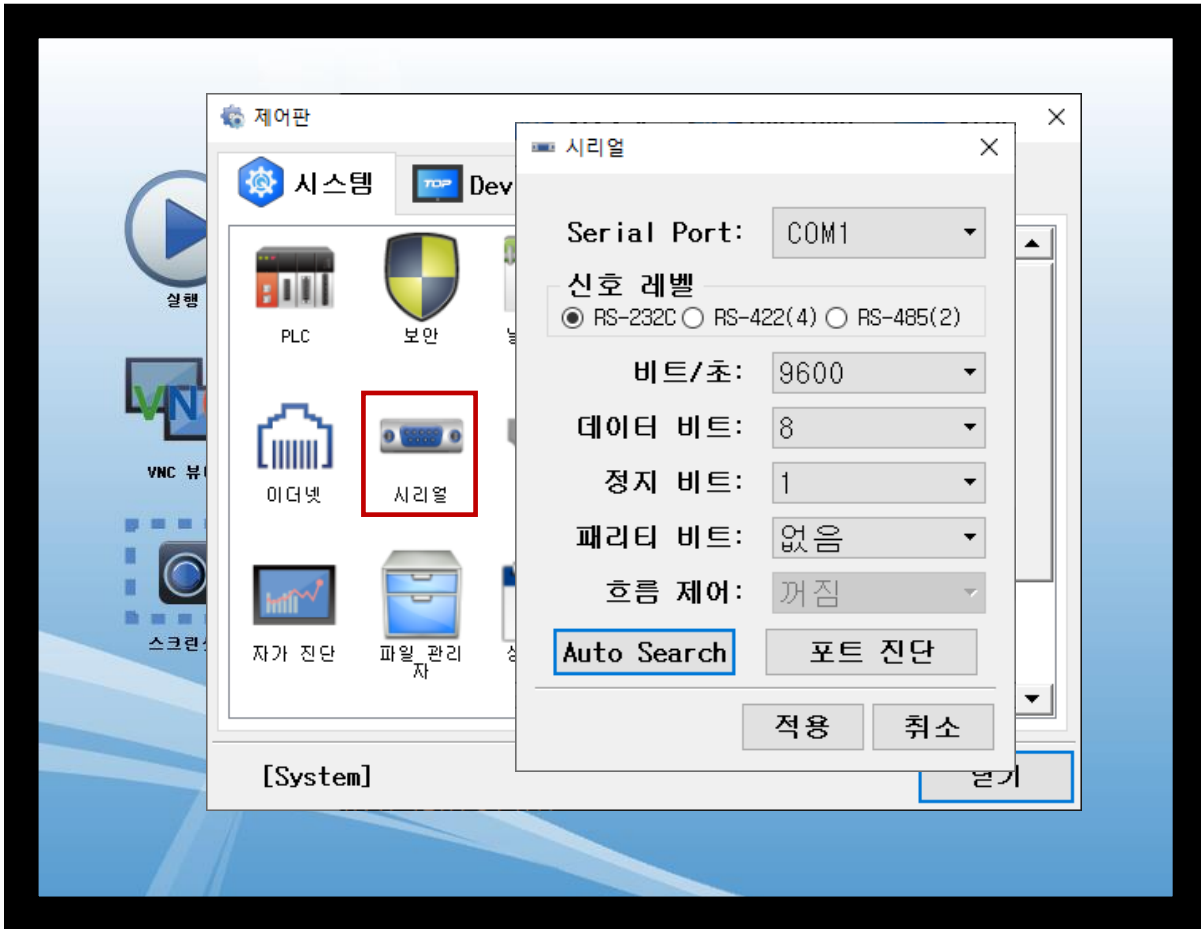 제어판
시리얼
시스템
TOP
Dev
Serial Port:
COM1
신호 레벨
RS-232C
RS-422(4)
RS-485(2)
실행
PLC
보안
비트/초:
9600
데이터 비트:
8
VNC
VNC 뷰
이더넷
시리얼
정지 비트:
1
패리티 비트:
없음
흐름 제어:
꺼짐
스크린
자가 진단
파일 관리
자
Auto Search
포트 진단
적용
취소
[System]
닫기